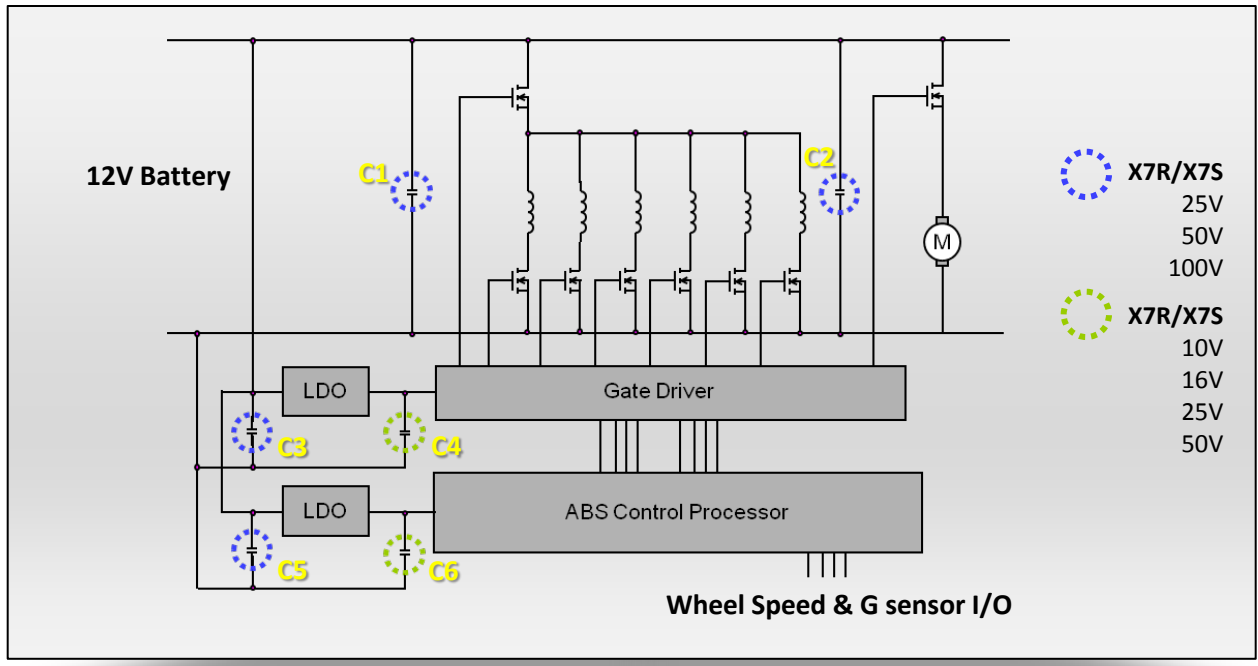 C1
C2
12V Battery
X7R/X7S
25V
50V
100V
M
X7R/X7S
10V
16V
25V
50V
LDO
Gate Driver
C3
C4
LDO
ABS Control Processor
C5
C6
Wheel Speed & G sensor I/O